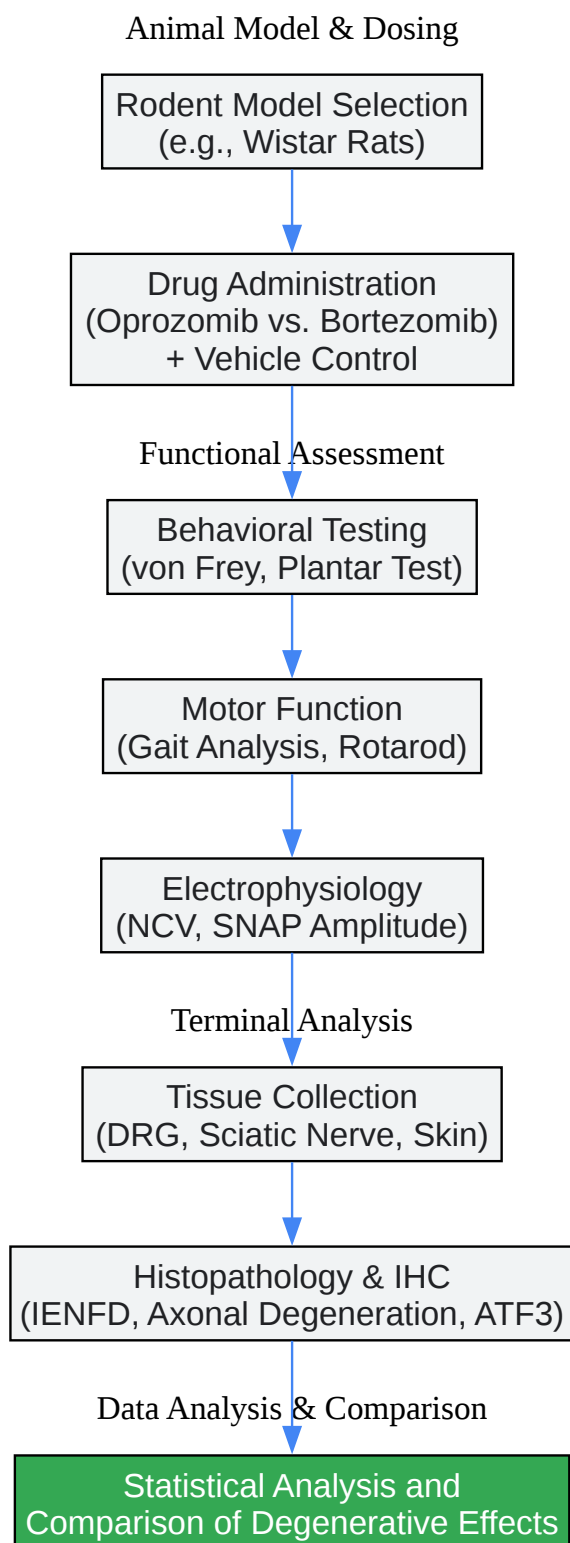 Animal Model & Dosing
Rodent Model Selection
(e.g., Wistar Rats)
Drug Administration
(Oprozomib vs. Bortezomib)
+ Vehicle Control
Functional Assessment
Behavioral Testing
(von Frey, Plantar Test)
Motor Function
(Gait Analysis, Rotarod)
Electrophysiology
(NCV, SNAP Amplitude)
Terminal Analysis
Tissue Collection
(DRG, Sciatic Nerve, Skin)
Histopathology & IHC
(IENFD, Axonal Degeneration, ATF3)
Data Analysis & Comparison
Statistical Analysis and
Comparison of Degenerative Effects